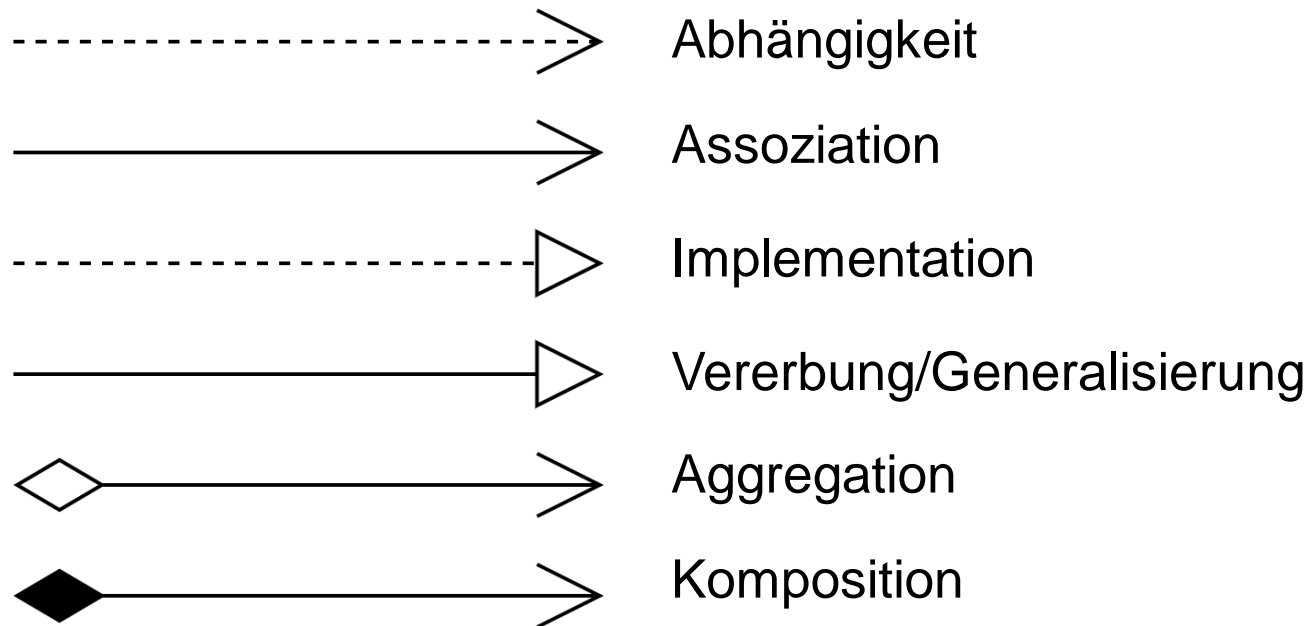 Abhängigkeit
Assoziation
Implementation
Vererbung/Generalisierung
Aggregation
Komposition